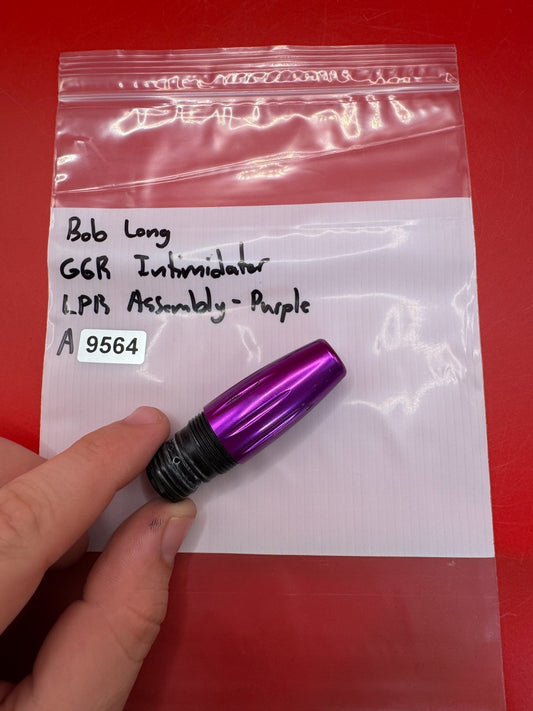 Bob Long
G6R Intimidator
LPR Assembly - Purple
A 9564